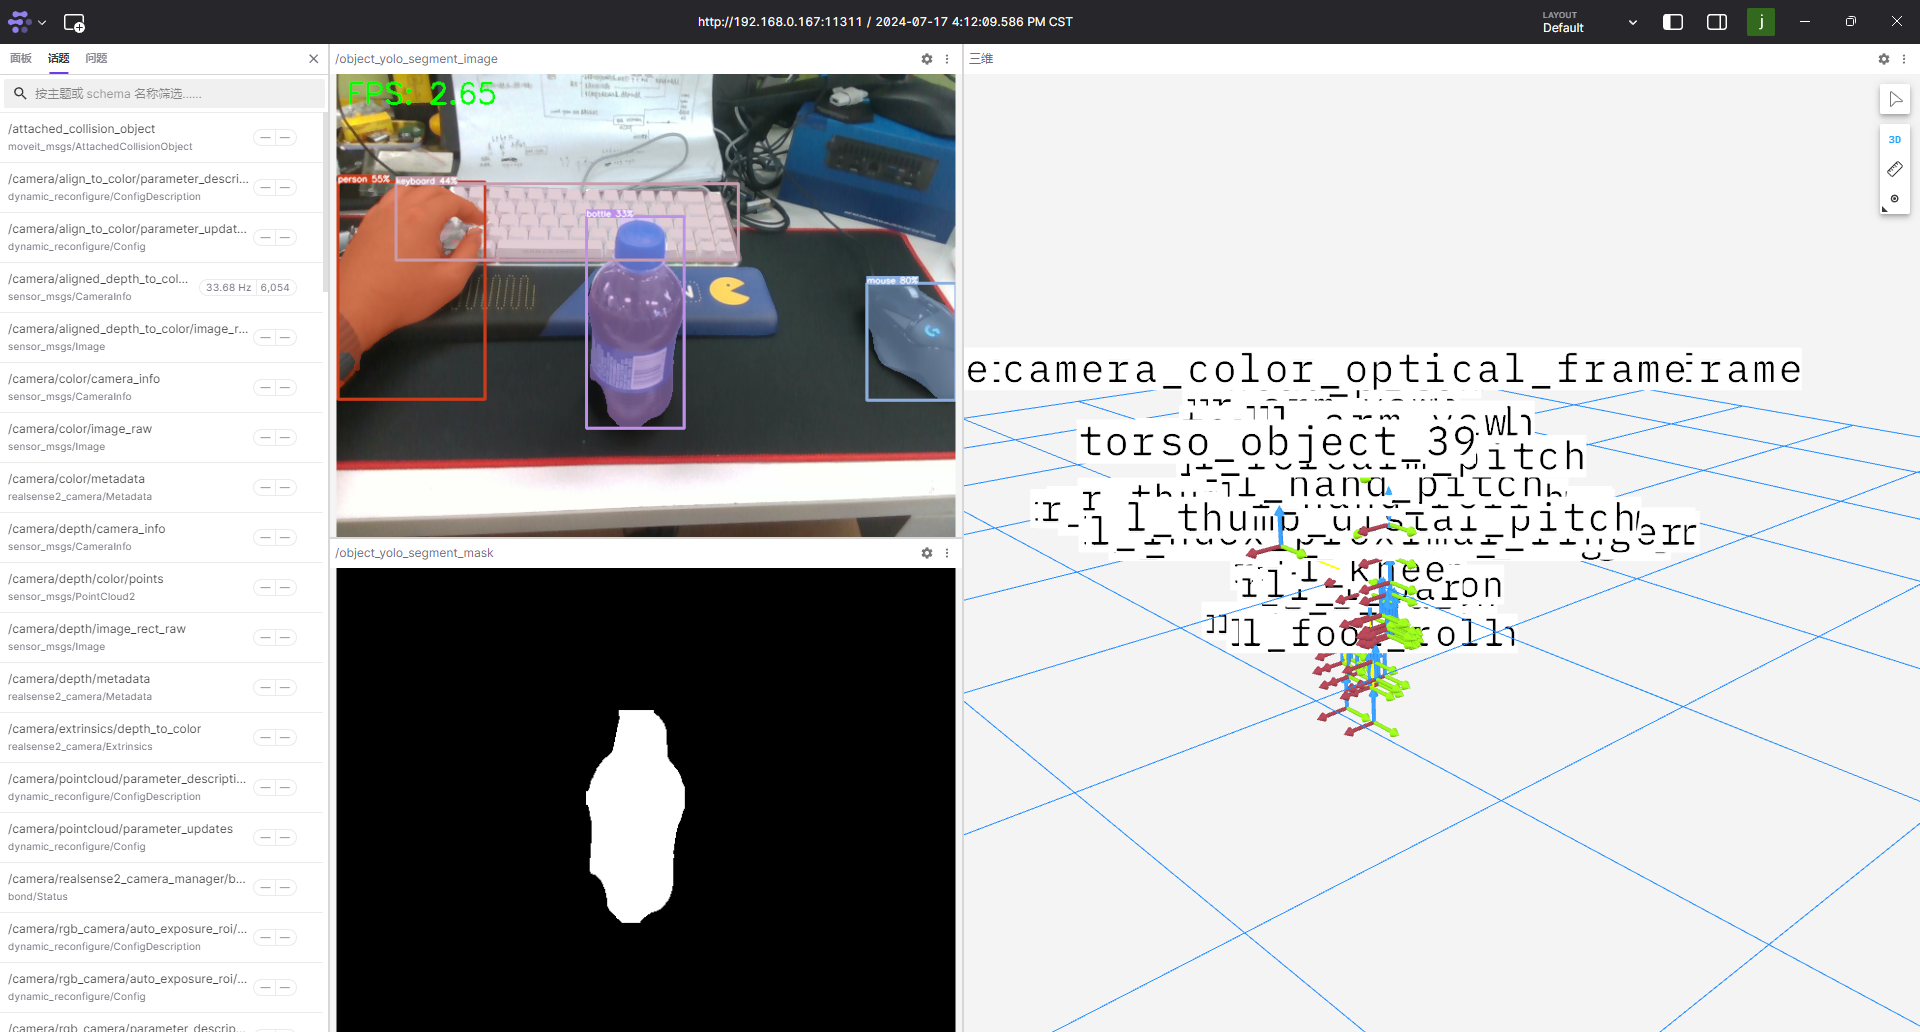 http://192.168.0.167:11311 / 2024-07-17 4:12:09.586 PM CST
LAYOUT
Default
j
面板 话题 问题
按主题或 schema 名称筛选......
/attached_collision_object
moveit_msgs/AttachedCollisionObject
/camera/align_to_color/parameter_descri...
dynamic_reconfigure/ConfigDescription
/camera/align_to_color/parameter_updat...
dynamic_reconfigure/Config
/camera/aligned_depth_to_col...
sensor_msgs/CameraInfo
33.68 Hz 6,054
/camera/aligned_depth_to_color/image_r...
sensor_msgs/Image
/camera/color/camera_info
sensor_msgs/CameraInfo
/camera/color/image_raw
sensor_msgs/Image
/camera/color/metadata
realsense2_camera/Metadata
/camera/depth/camera_info
sensor_msgs/CameraInfo
/camera/depth/color/points
sensor_msgs/PointCloud2
/camera/depth/image_rect_raw
sensor_msgs/Image
/camera/depth/metadata
realsense2_camera/Metadata
/camera/extrinsics/depth_to_color
realsense2_camera/Extrinsics
/camera/pointcloud/parameter_descripti...
dynamic_reconfigure/ConfigDescription
/camera/pointcloud/parameter_updates
dynamic_reconfigure/Config
/camera/realsense2_camera_manager/b...
bond/Status
/camera/rgb_camera/auto_exposure_roi/...
dynamic_reconfigure/ConfigDescription
/camera/rgb_camera/auto_exposure_roi/...
dynamic_reconfigure/Config
/camera/rgb_camera/parameter_descrip...
/object_yolo_segment_image
FPS: 2.65
person 55%
keyboard 44%
bottle 33%
mouse 80%
/object_yolo_segment_mask
三维
3D
camera_color_optical_frame
torso_object_39
l_hand_pitch
l_thump_distal_pitch
l_knee